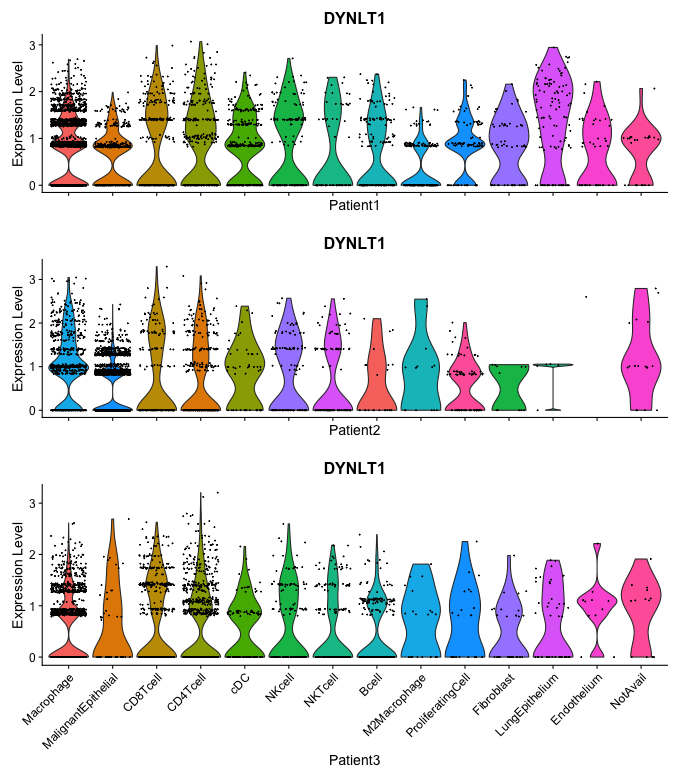 DYNLT1
Expression Level
3
2
1
0
Patient1
DYNLT1
Expression Level
3
2
1
0
Patient2
DYNLT1
Expression Level
3
2
1
0
Macrophage
MalignantEpithelial
CD8Tcell
CD4Tcell
cDC
NKcell
NKTcell
Bcell
M2Macrophage
ProliferatingCell
Fibroblast
LungEpithelium
Endothelium
NotAvail
Patient3